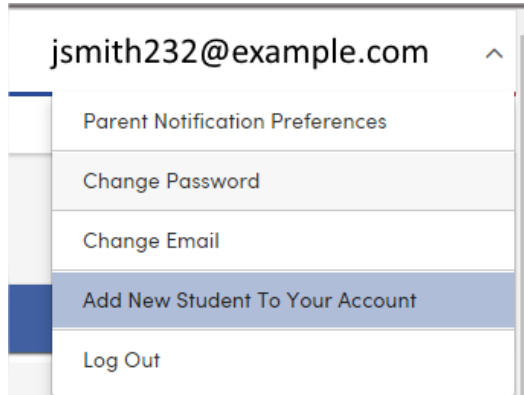 jsmith232@example.com
Parent Notification Preferences
Change Password
Change Email
Add New Student To Your Account
Log Out